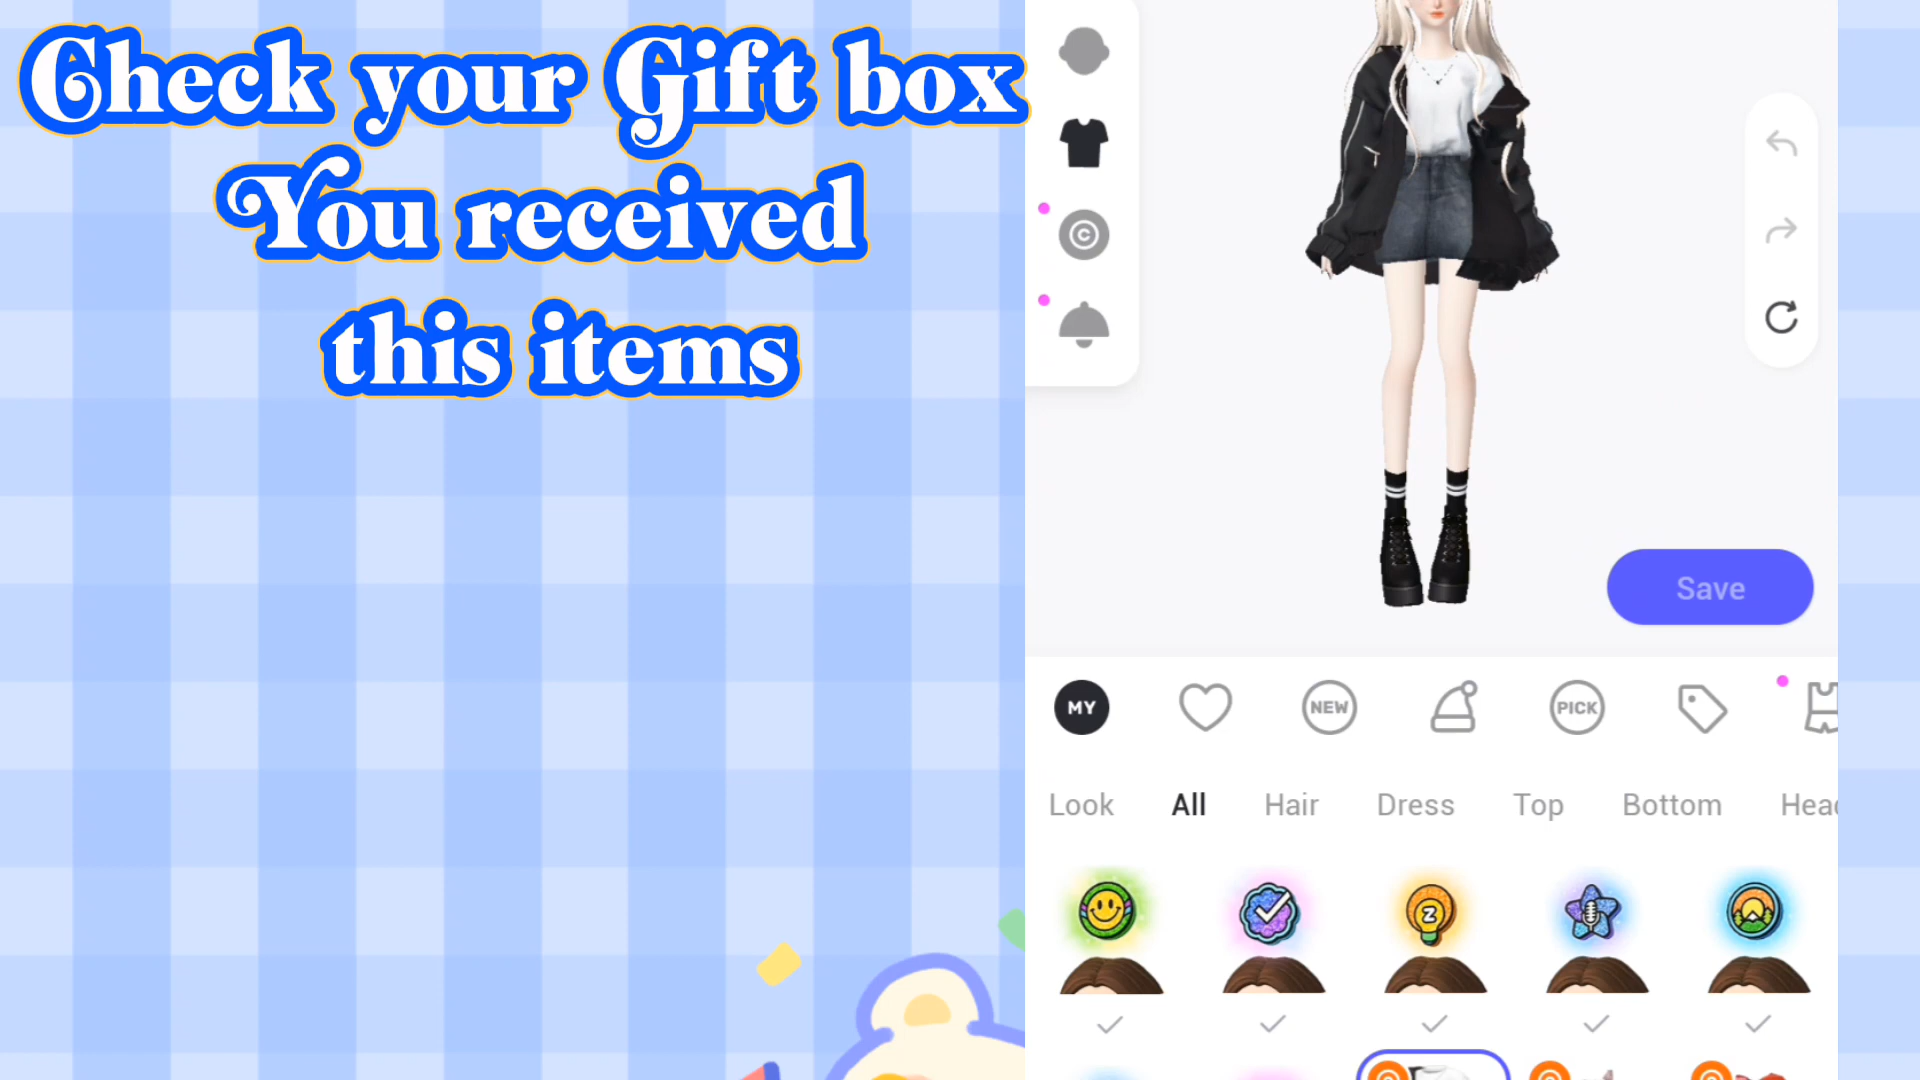 Check your Gift box
You received
this items
Save
MY
NEW
PICK
Look All Hair Dress Top Bottom